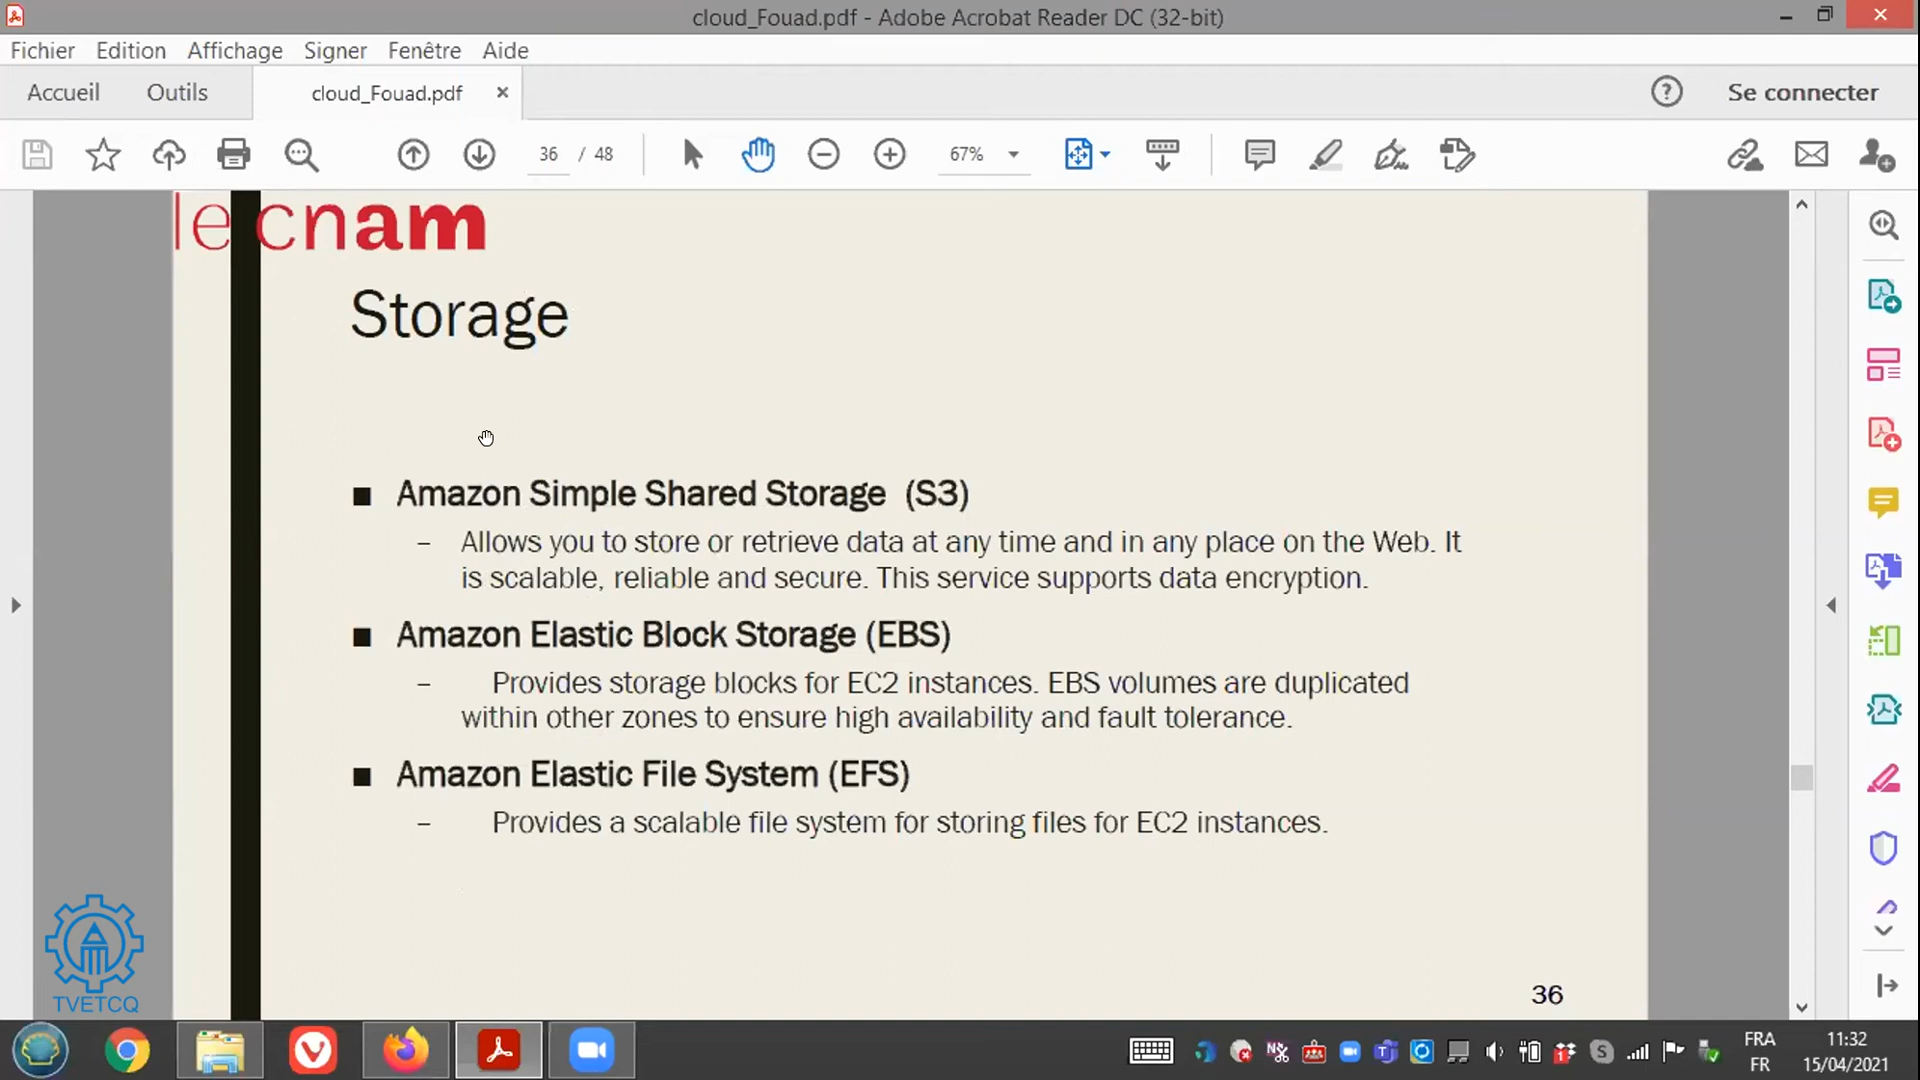 cloud_Fouad.pdf - Adobe Acrobat Reader DC (32-bit)
Fichier Edition Affichage Signer Fenêtre Aide
Accueil Outils cloud_Fouad.pdf × Se connecter
36 / 48 67%
le cnam
Storage
■ Amazon Simple Shared Storage (S3)
– Allows you to store or retrieve data at any time and in any place on the Web. It
is scalable, reliable and secure. This service supports data encryption.
■ Amazon Elastic Block Storage (EBS)
– Provides storage blocks for EC2 instances. EBS volumes are duplicated
within other zones to ensure high availability and fault tolerance.
■ Amazon Elastic File System (EFS)
– Provides a scalable file system for storing files for EC2 instances.
TVETCQ
36
FRA 11:32
FR 15/04/2021